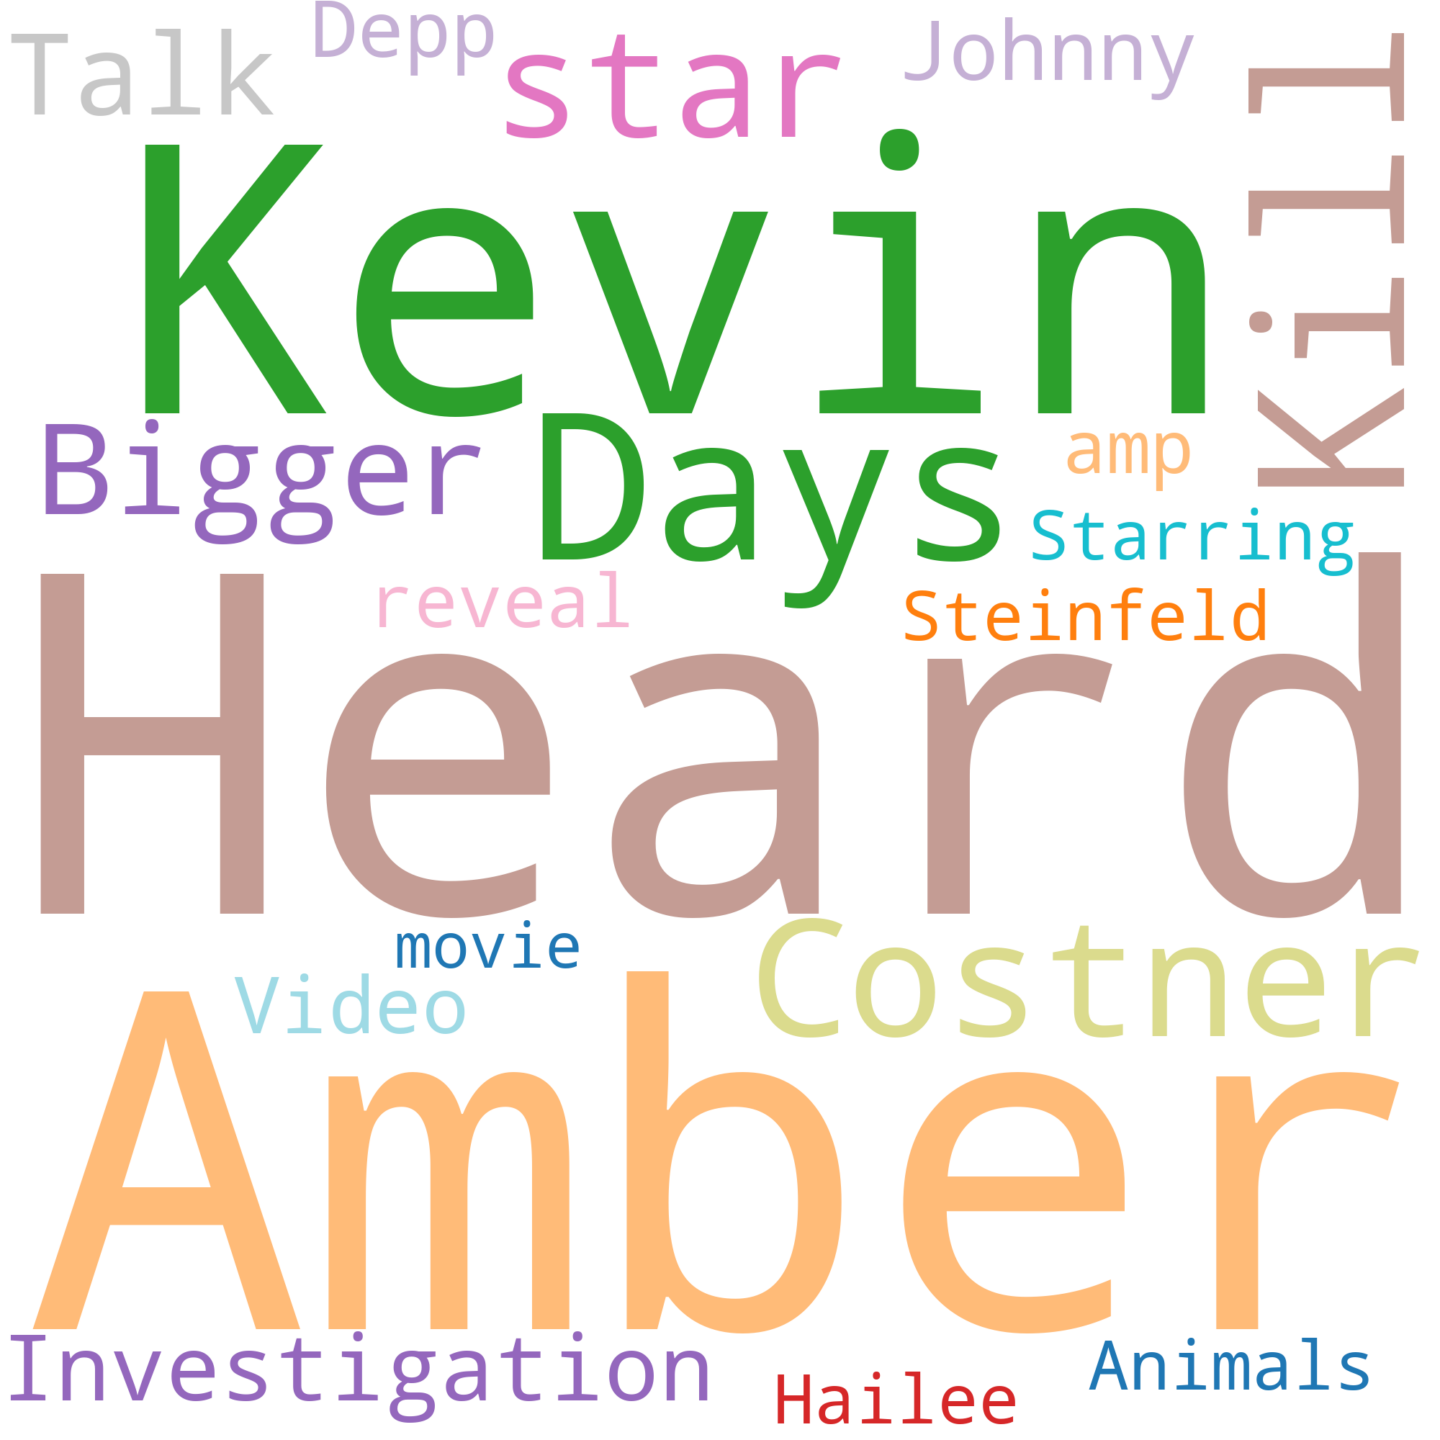 Talk
Depp
star
Johnny
Kevin
Kill
Bigger
Days
amp
Starring
reveal
Steinfeld
Heard
movie
Costner
Video
Amber
Investigation
Hailee
Animals